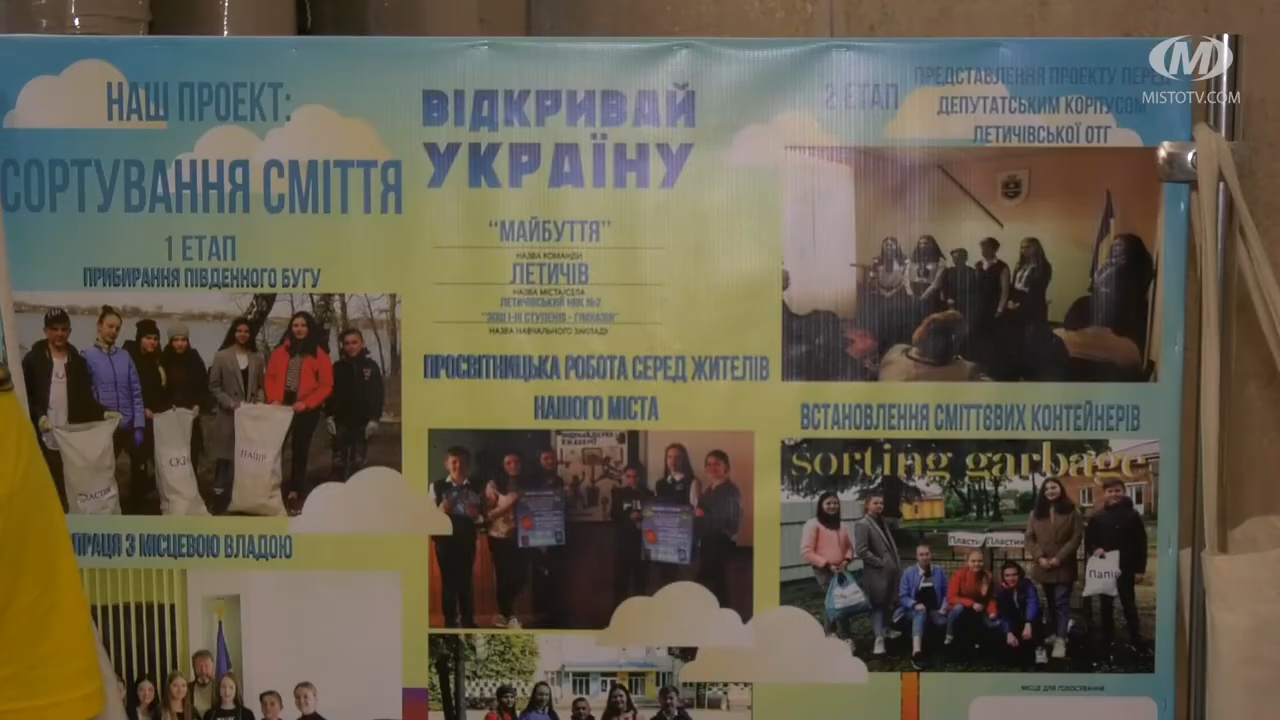 НАШ ПРОЕКТ:
СОРТУВАННЯ СМІТТЯ
1 ЕТАП
ПРИБИРАННЯ ПІВДЕННОГО БУГУ
ПЛАСТИК
СКЛО
ПАПІР
ПРАЦЯ З МІСЦЕВОЮ ВЛАДОЮ
ВІДКРИВАЙ
УКРАЇНУ
“МАЙБУТТЯ”
НАЗВА КОМАНДИ
ЛЕТИЧІВ
НАЗВА МІСТА/СЕЛА
ЛЕТИЧІВСЬКИЙ НВК №2
"ЗОШ І-ІІІ СТУПЕНІВ - ГІМНАЗІЯ"
НАЗВА НАВЧАЛЬНОГО ЗАКЛАДУ
ПРОСВІТНИЦЬКА РОБОТА СЕРЕД ЖИТЕЛІВ
НАШОГО МІСТА
2 ЕТАП
ПРЕДСТАВЛЕННЯ ПРОЕКТУ ПЕРЕД
ДЕПУТАТСЬКИМ КОРПУСОМ
ЛЕТИЧІВСЬКОЇ ОТГ
ВСТАНОВЛЕННЯ СМІТТЄВИХ КОНТЕЙНЕРІВ
sorting garbage
Пластик Пластик
Папір
МІСЦЕ ДЛЯ ГОЛОСУВАННЯ
M
MISTOTV.COM